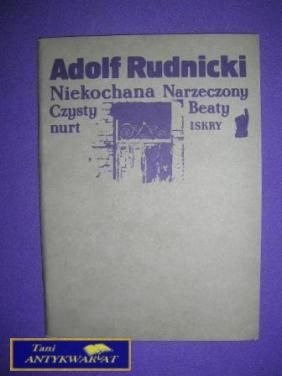 Adolf Rudnicki
Niekochana Narzeczony
Czysty Beaty
nurt ISKRY
Tani
ANTYKWARIAT